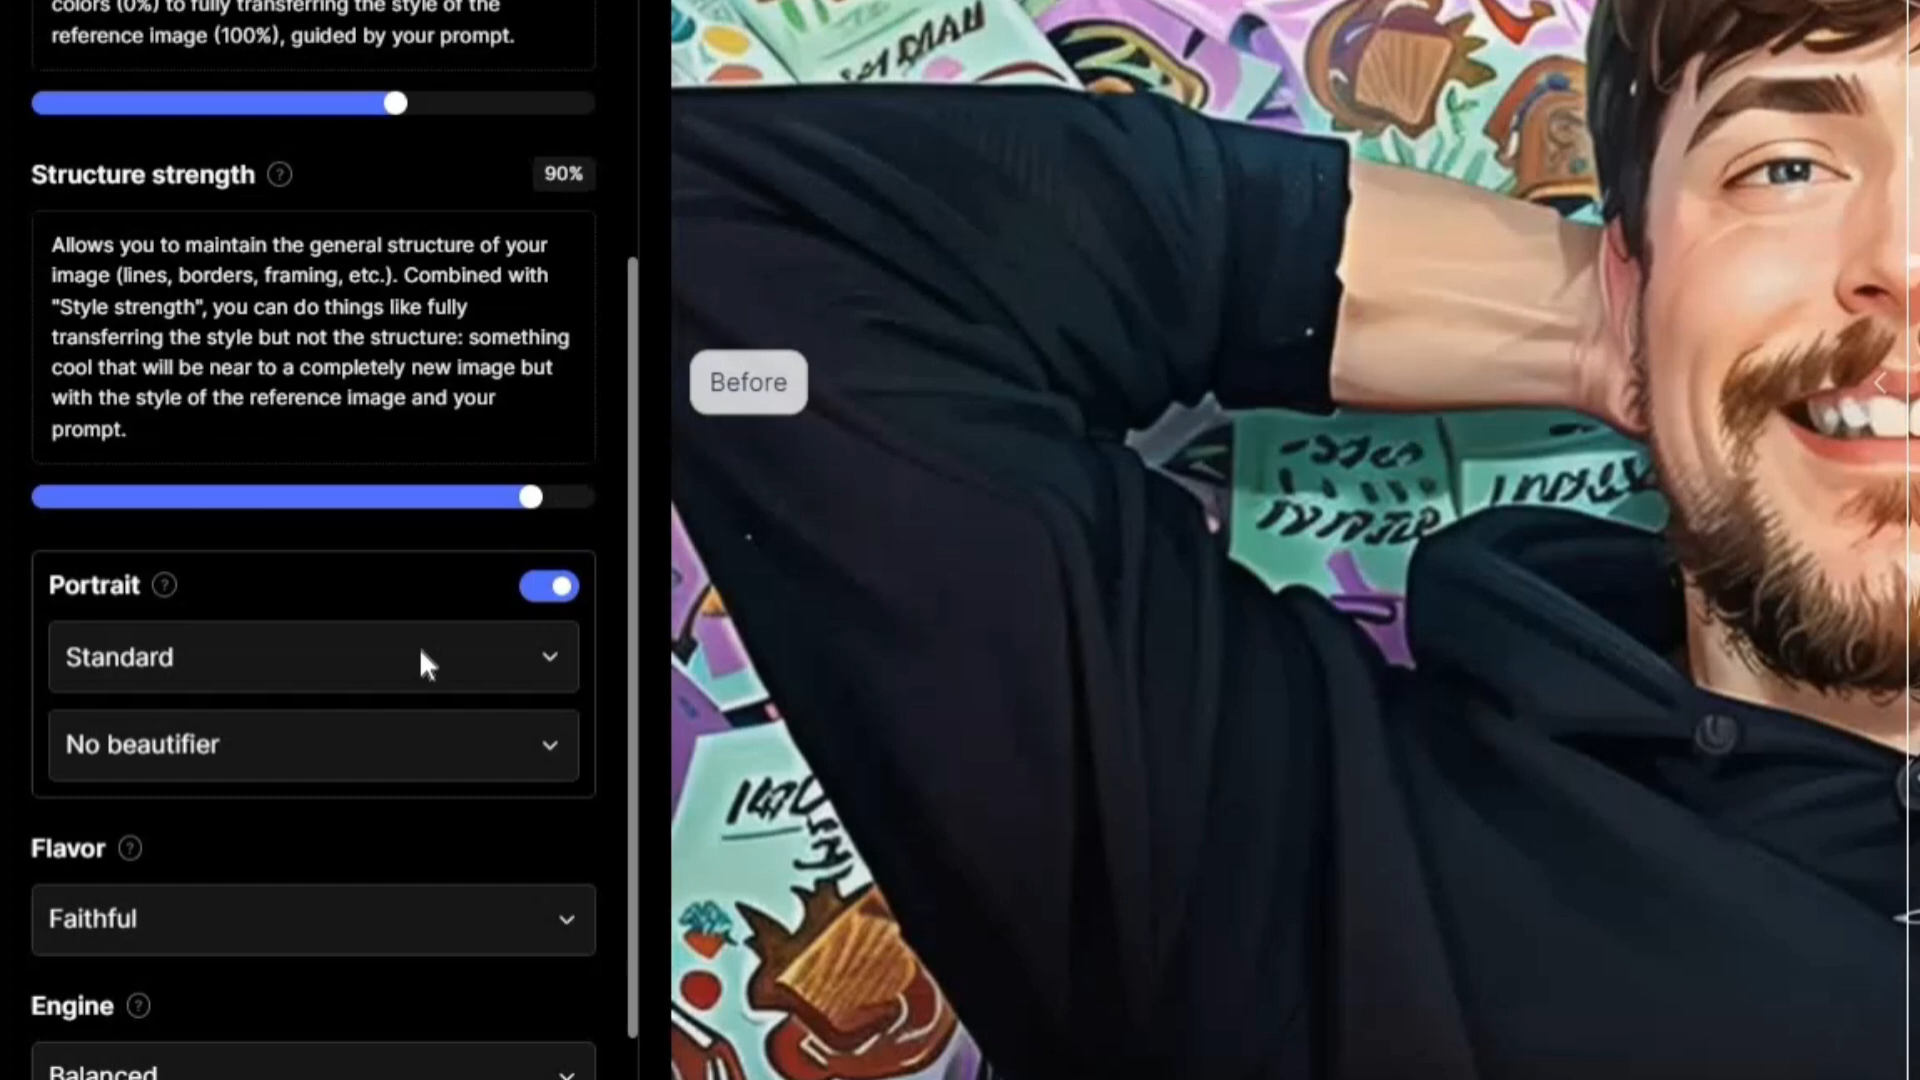 colors (0%) to fully transferring the style of the
reference image (100%), guided by your prompt.
Structure strength ?
90%
Allows you to maintain the general structure of your
image (lines, borders, framing, etc.). Combined with
"Style strength", you can do things like fully
transferring the style but not the structure: something
cool that will be near to a completely new image but
with the style of the reference image and your
prompt.
Portrait ?
Standard
No beautifier
Flavor ?
Faithful
Engine ?
Balanced
Before